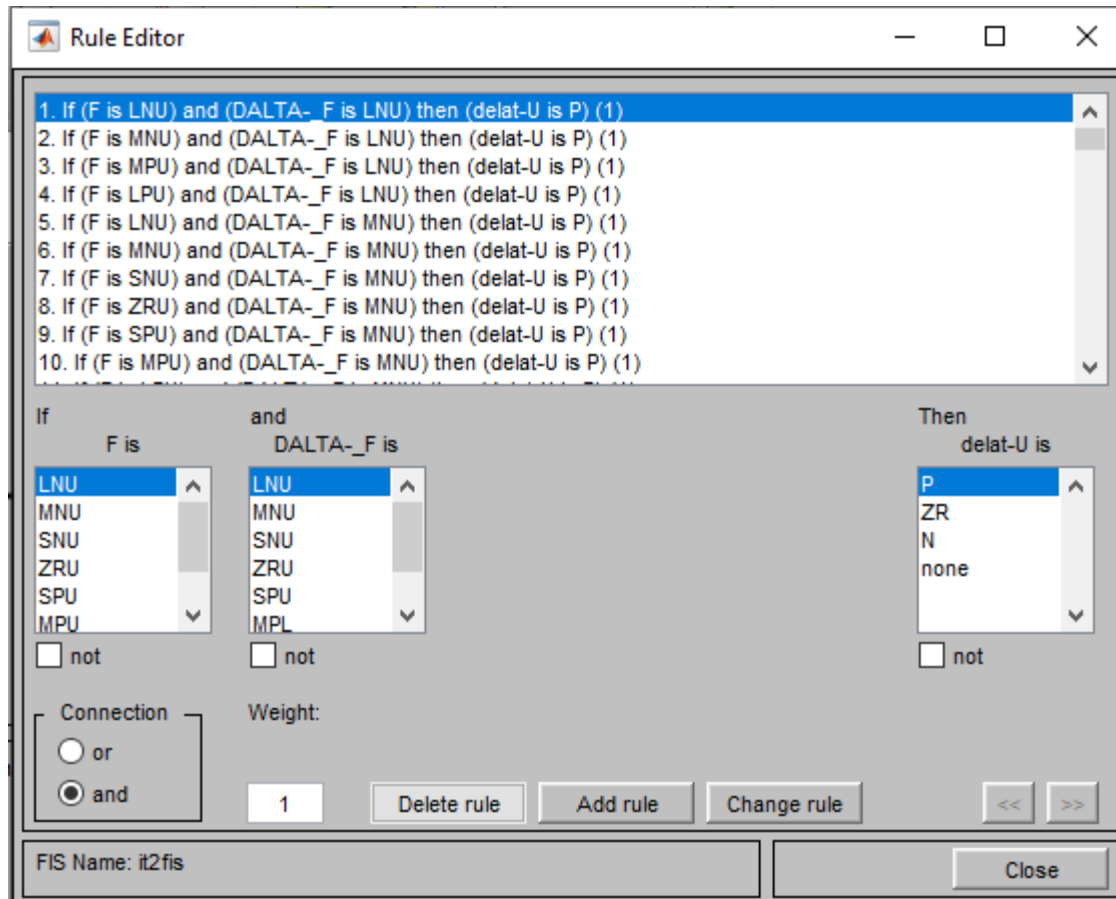 Rule Editor
1. If (F is LNU) and (DALTA-_F is LNU) then (delat-U is P) (1)
2. If (F is MNU) and (DALTA-_F is LNU) then (delat-U is P) (1)
3. If (F is MPU) and (DALTA-_F is LNU) then (delat-U is P) (1)
4. If (F is LPU) and (DALTA-_F is LNU) then (delat-U is P) (1)
5. If (F is LNU) and (DALTA-_F is MNU) then (delat-U is P) (1)
6. If (F is MNU) and (DALTA-_F is MNU) then (delat-U is P) (1)
7. If (F is SNU) and (DALTA-_F is MNU) then (delat-U is P) (1)
8. If (F is ZRU) and (DALTA-_F is MNU) then (delat-U is P) (1)
9. If (F is SPU) and (DALTA-_F is MNU) then (delat-U is P) (1)
10. If (F is MPU) and (DALTA-_F is MNU) then (delat-U is P) (1)
If and Then
F is DALTA-_F is delat-U is
LNU LNU P
MNU MNU ZR
SNU SNU N
ZRU ZRU none
SPU SPU
MPU MPL
not not not
Connection Weight:
or
and 1 Delete rule Add rule Change rule << >>
FIS Name: it2fis Close